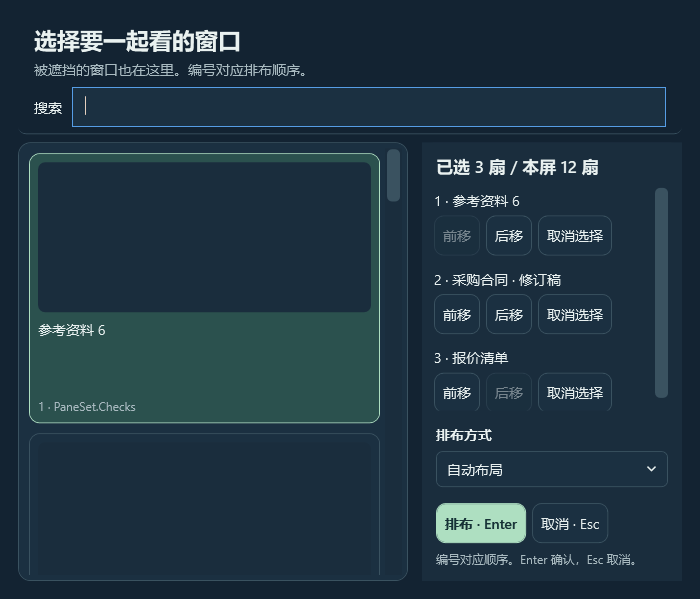 选择要一起看的窗口
被遮挡的窗口也在这里。编号对应排布顺序。
搜索
参考资料 6
1 · PaneSet.Checks
已选 3 扇 / 本屏 12 扇
1 · 参考资料 6
前移 后移 取消选择
2 · 采购合同 · 修订稿
前移 后移 取消选择
3 · 报价清单
前移 后移 取消选择
排布方式
自动布局
排布 · Enter 取消 · Esc
编号对应顺序。Enter 确认，Esc 取消。